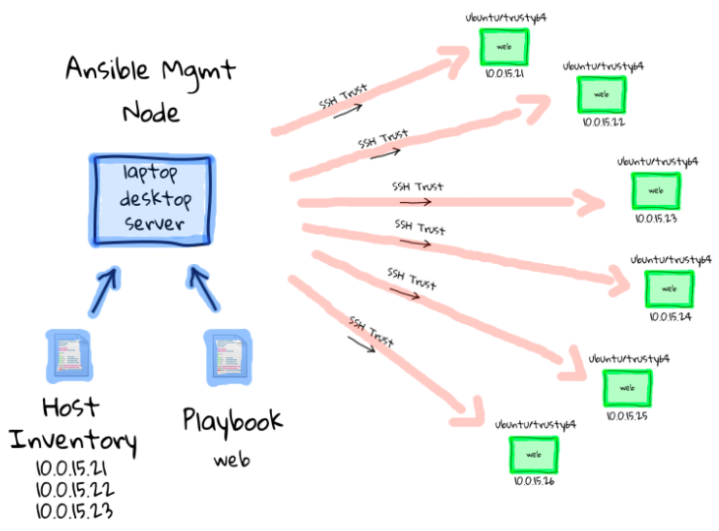 Ansible Mgmt
Node
laptop
desktop
server
Host
Inventory
10.0.15.21
10.0.15.22
10.0.15.23
Playbook
web
SSH Trust
SSH Trust
SSH Trust
SSH Trust
SSH Trust
SSH Trust
ubuntu/trusty64
web
10.0.15.21
ubuntu/trusty64
web
10.0.15.22
ubuntu/trusty64
web
10.0.15.23
ubuntu/trusty64
web
10.0.15.24
ubuntu/trusty64
web
10.0.15.25
ubuntu/trusty64
web
10.0.15.26